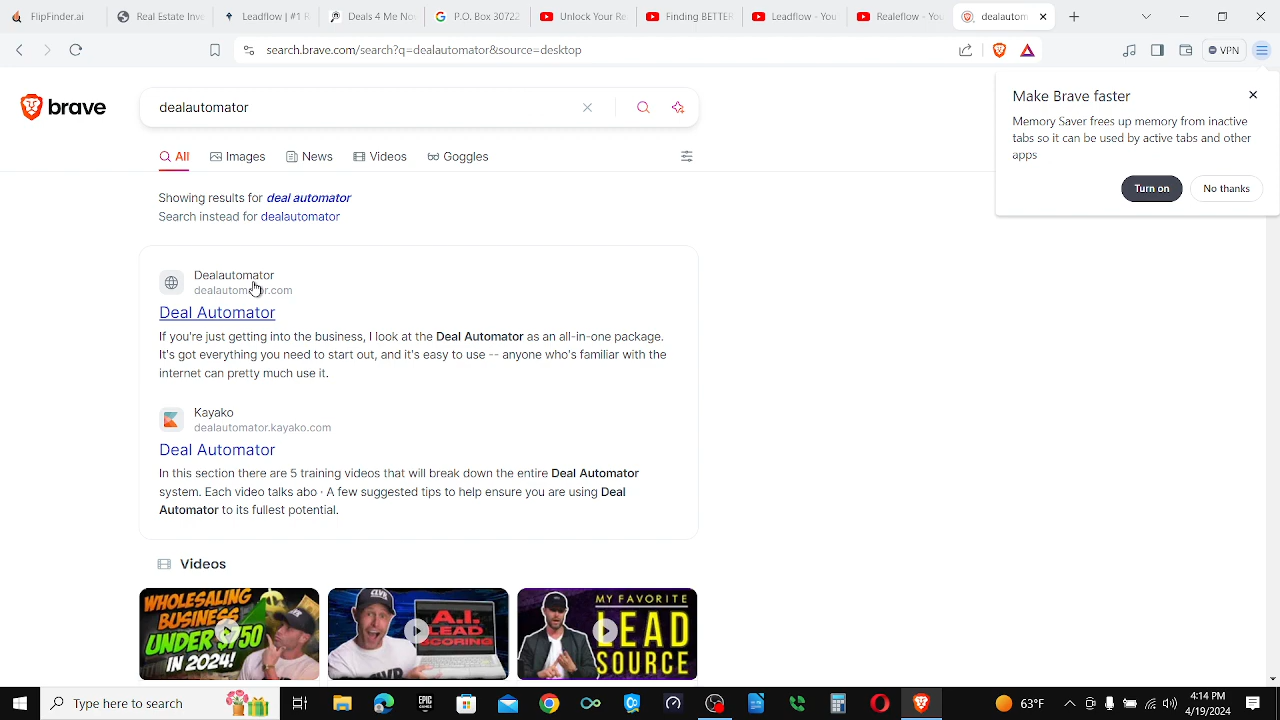 FlipFinder.ai
Real Estate Inve
Leadflow | #1 R
Deals 4 Me Now
P.O. Box 30722
Unlock Your Re
Finding BETTER
Leadflow - You
Realeflow - You
dealautom
search.brave.com/search?q=dealautomator&source=desktop
VPN
brave
dealautomator
Make Brave faster
Memory Saver frees up memory from inactive
tabs so it can be used by active tabs and other
apps
Turn on
No thanks
All
Images
News
Videos
Goggles
Showing results for deal automator
Search instead for dealautomator
Dealautomator
dealautomator.com
Deal Automator
If you're just getting into the business, I look at the Deal Automator as an all-in-one package.
It's got everything you need to start out, and it's easy to use -- anyone who's familiar with the
internet can pretty much use it.
Kayako
dealautomator.kayako.com
Deal Automator
In this section there are 5 training videos that will break down the entire Deal Automator
system. Each video talks abo · A few suggested tips to help ensure you are using Deal
Automator to its fullest potential.
Videos
WHOLESALING
BUSINESS
UNDER $750
IN 2024!
A.I.
LEAD
SCORING
MY FAVORITE
LEAD
SOURCE
Type here to search
EPIC
GAMES
63°F
4:14 PM
4/19/2024